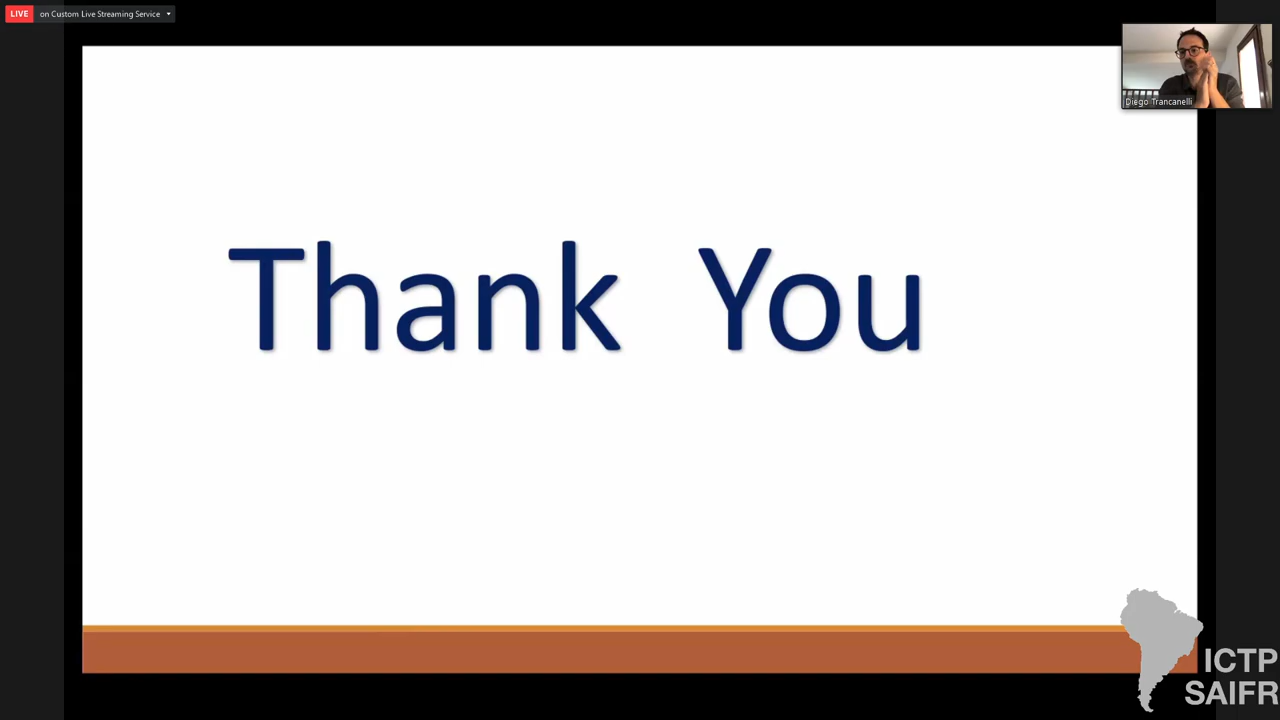 LIVE on Custom Live Streaming Service
Diego Trancanelli
Thank You
ICTP
SAIFR